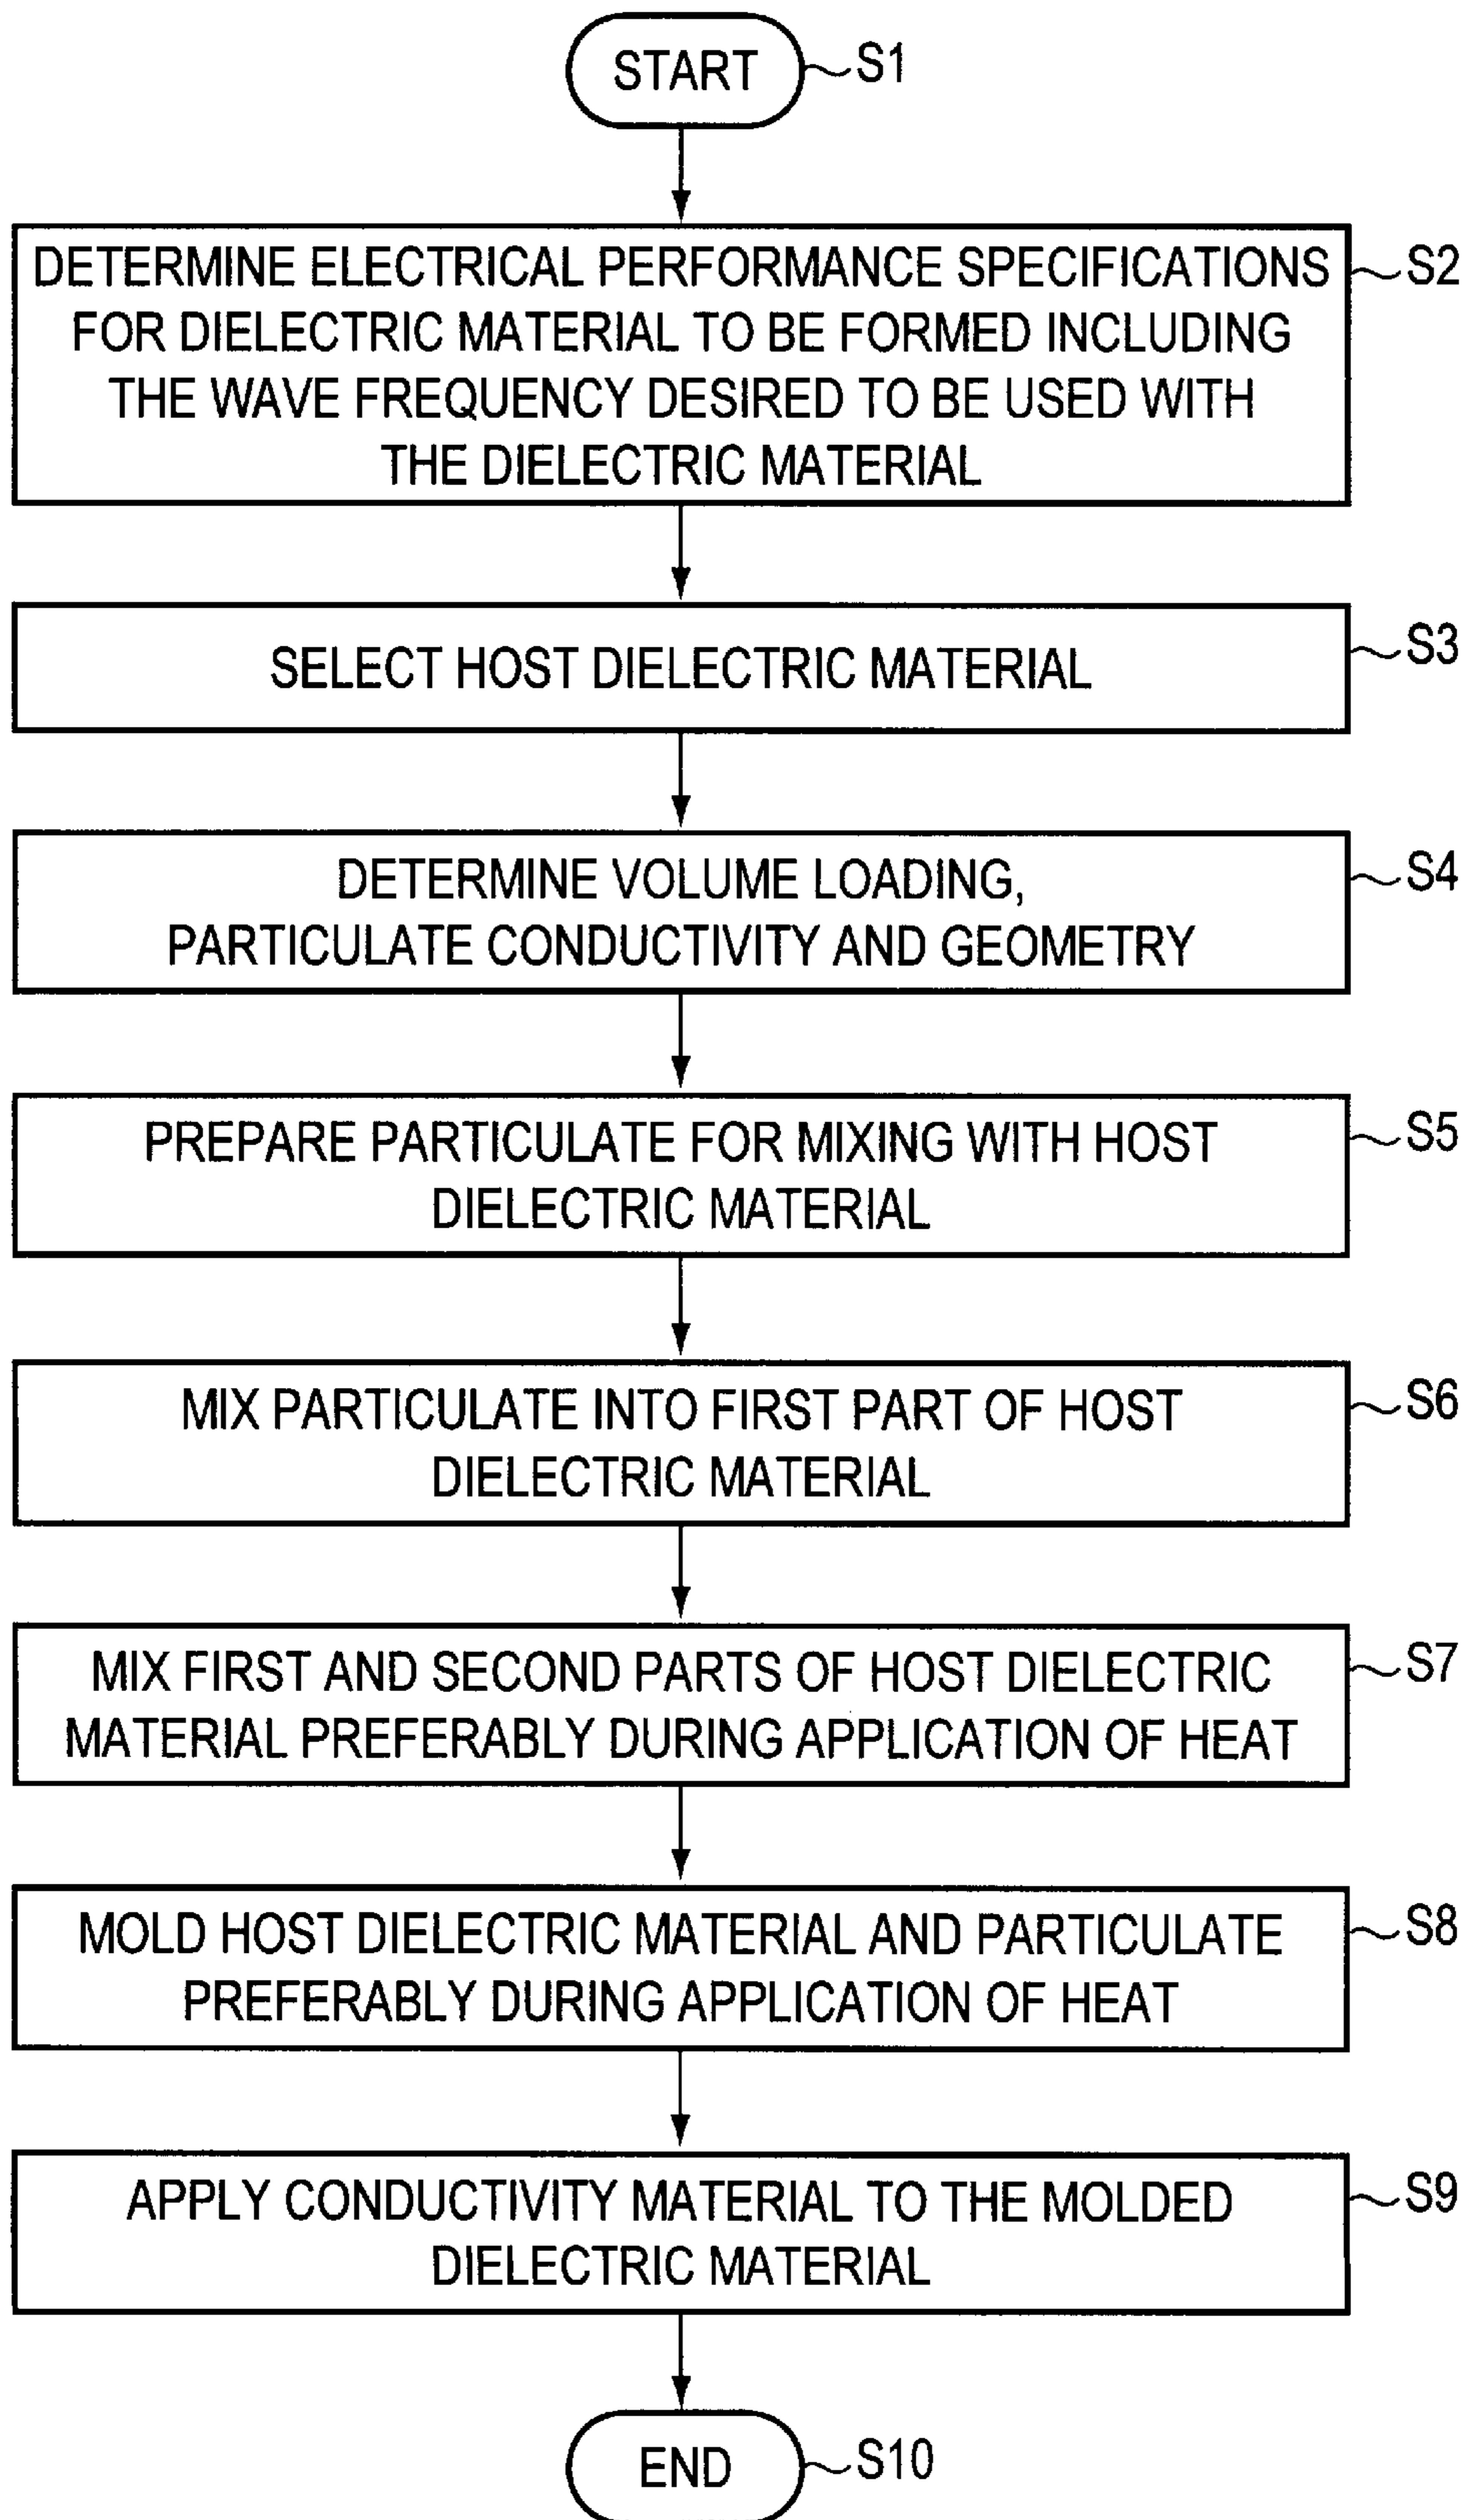 START
S1
DETERMINE ELECTRICAL PERFORMANCE SPECIFICATIONS
S2
FOR DIELECTRIC MATERIAL TO BE FORMED INCLUDING
THE WAVE FREQUENCY DESIRED TO BE USED WITH
THE DIELECTRIC MATERIAL
SELECT HOST DIELECTRIC MATERIAL
S3
DETERMINE VOLUME LOADING,
S4
PARTICULATE CONDUCTIVITY AND GEOMETRY
PREPARE PARTICULATE FOR MIXING WITH HOST
S5
DIELECTRIC MATERIAL
MIX PARTICULATE INTO FIRST PART OF HOST
S6
DIELECTRIC MATERIAL
MIX FIRST AND SECOND PARTS OF HOST DIELECTRIC
S7
MATERIAL PREFERABLY DURING APPLICATION OF HEAT
MOLD HOST DIELECTRIC MATERIAL AND PARTICULATE
S8
PREFERABLY DURING APPLICATION OF HEAT
APPLY CONDUCTIVITY MATERIAL TO THE MOLDED
S9
DIELECTRIC MATERIAL
END
S10